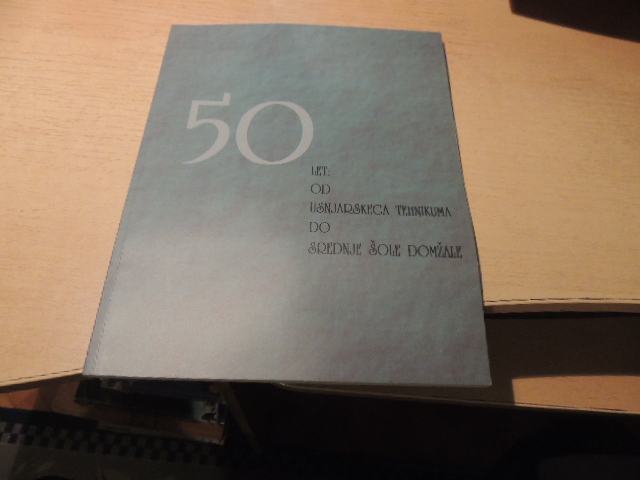 50
LET:
OD
USNJARSKEGA TEHNIKUMA
DO
SREDNJE ŠOLE DOMŽALE